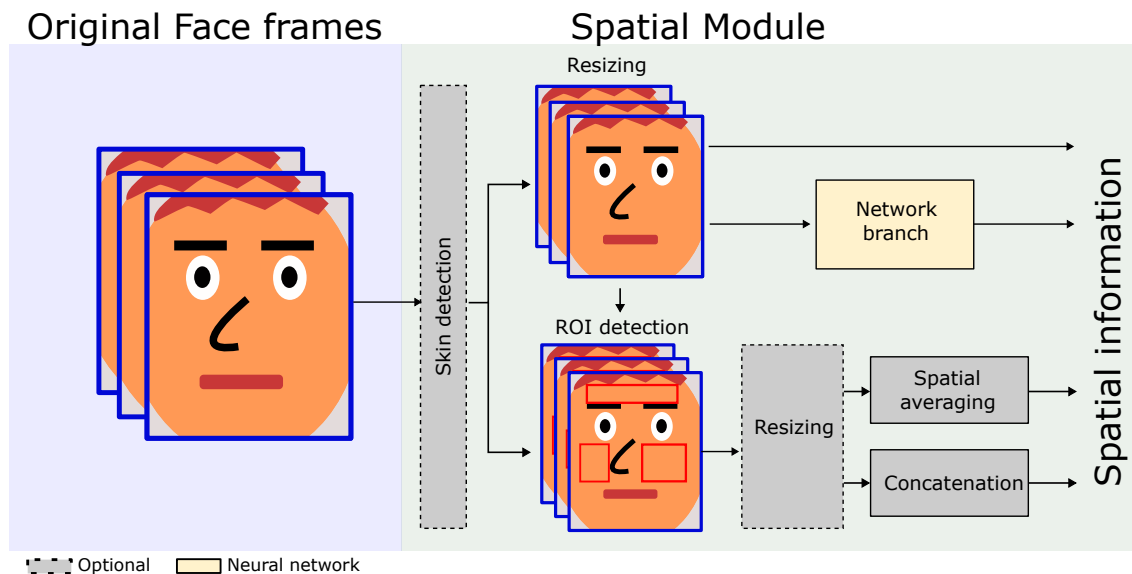 Original Face frames
Spatial Module
Resizing
Skin detection
Network
branch
ROI detection
Resizing
Spatial
averaging
Concatenation
Spatial information
Optional
Neural network